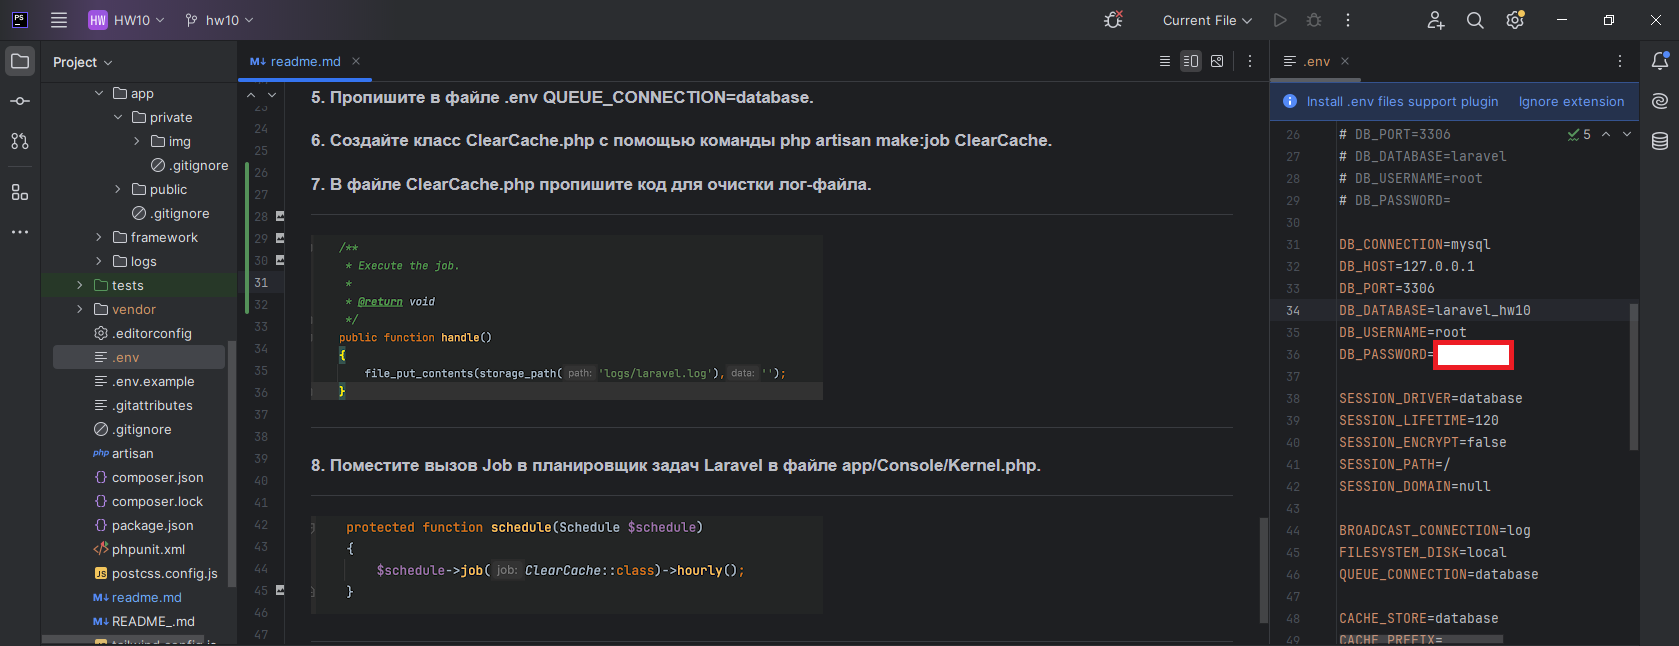 PS
HW HW10
hw10
Current File
Project
M↓ readme.md
.env
app
private
img
.gitignore
public
.gitignore
framework
logs
tests
vendor
.editorconfig
.env
.env.example
.gitattributes
.gitignore
php artisan
{} composer.json
{} composer.lock
{} package.json
</> phpunit.xml
JS postcss.config.js
M↓ readme.md
M↓ README_.md
JS tailwind.config.js
23
24
25
26
27
28
29
30
31
32
33
34
35
36
37
38
39
40
41
42
43
44
45
46
47
5. Пропишите в файле .env QUEUE_CONNECTION=database.
6. Создайте класс ClearCache.php с помощью команды php artisan make:job ClearCache.
7. В файле ClearCache.php пропишите код для очистки лог-файла.
/**
* Execute the job.
*
* @return void
*/
public function handle()
{
file_put_contents(storage_path( path: 'logs/laravel.log'), data: '');
}
8. Поместите вызов Job в планировщик задач Laravel в файле app/Console/Kernel.php.
protected function schedule(Schedule $schedule)
{
$schedule->job( job: ClearCache::class)->hourly();
}
Install .env files support plugin Ignore extension
5
26 # DB_PORT=3306
27 # DB_DATABASE=laravel
28 # DB_USERNAME=root
29 # DB_PASSWORD=
30
31 DB_CONNECTION=mysql
32 DB_HOST=127.0.0.1
33 DB_PORT=3306
34 DB_DATABASE=laravel_hw10
35 DB_USERNAME=root
36 DB_PASSWORD=
37
38 SESSION_DRIVER=database
39 SESSION_LIFETIME=120
40 SESSION_ENCRYPT=false
41 SESSION_PATH=/
42 SESSION_DOMAIN=null
43
44 BROADCAST_CONNECTION=log
45 FILESYSTEM_DISK=local
46 QUEUE_CONNECTION=database
47
48 CACHE_STORE=database
49 CACHE_PREFIX=